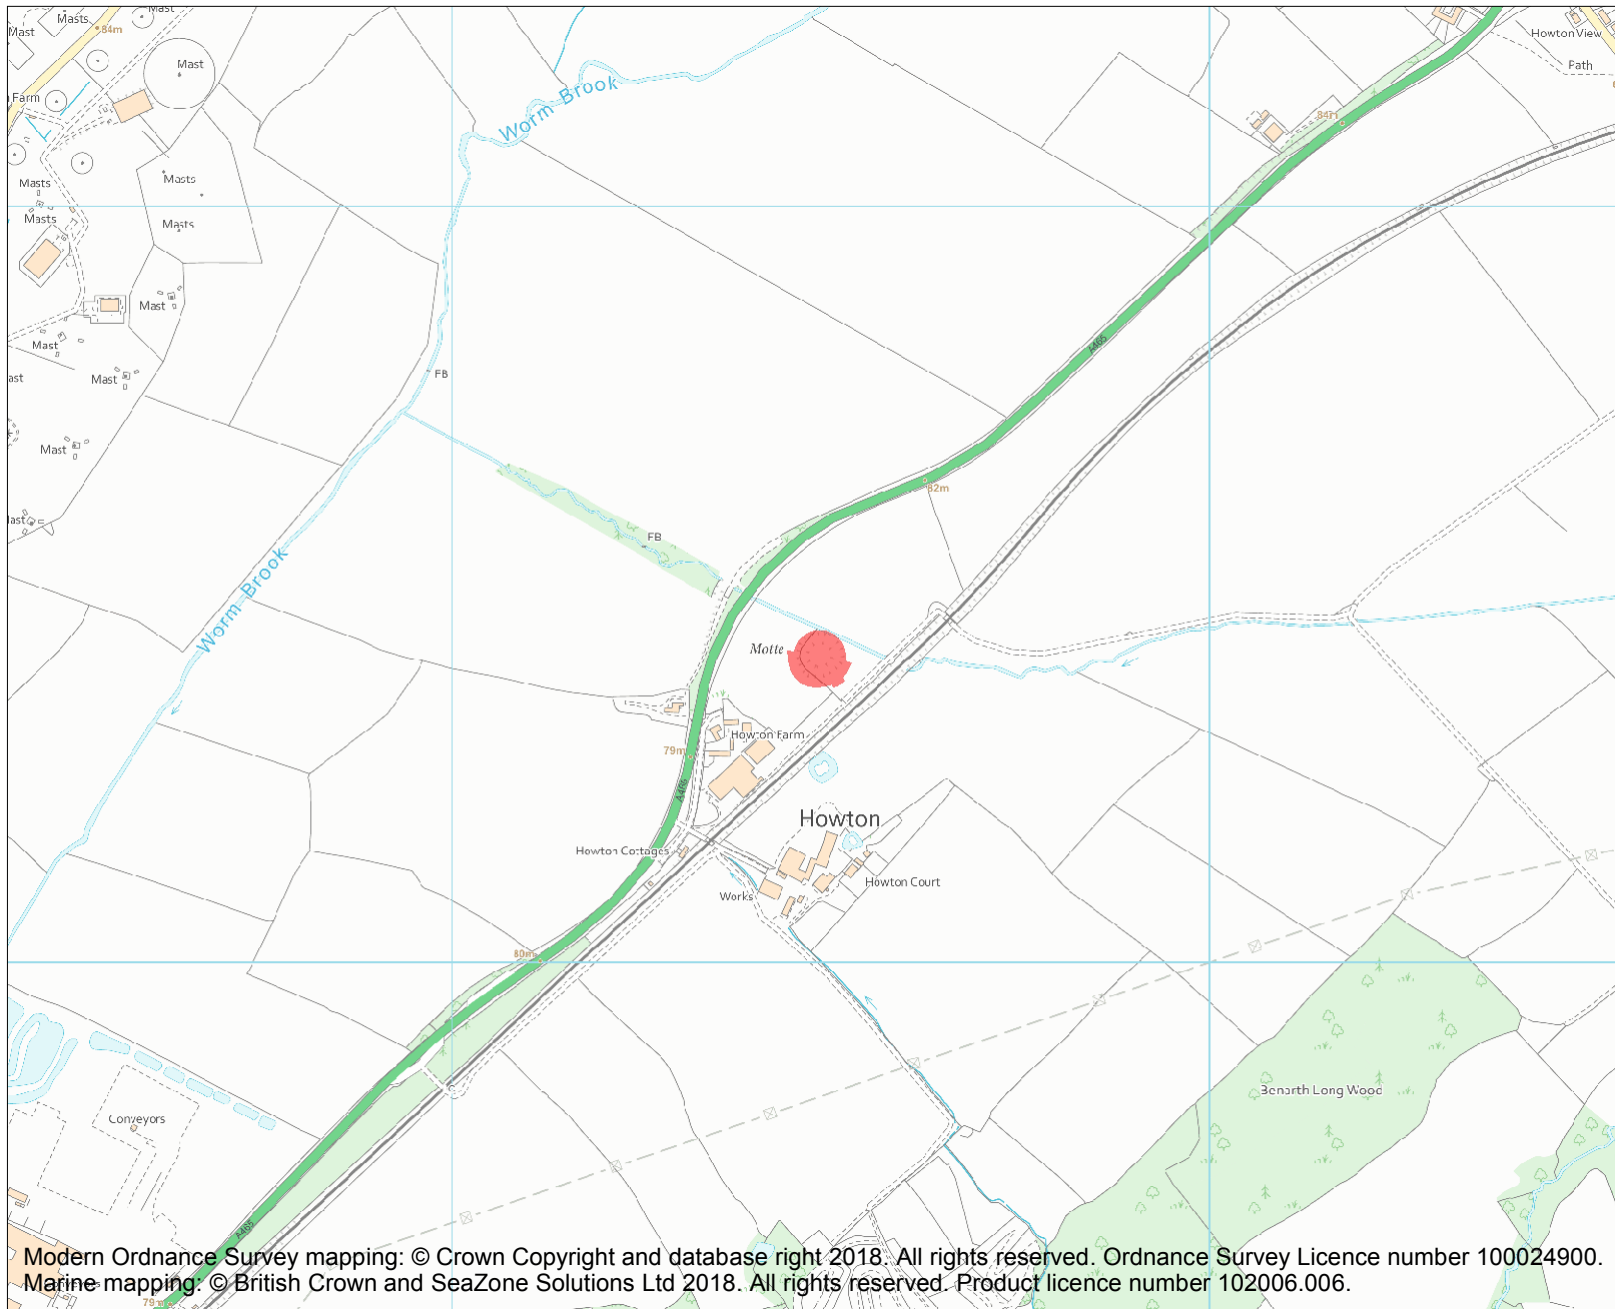 Masts
Mast
Mast
84m
Mast
Howton View
Path
Farm
Worm Brook
84m
Masts
Masts
Masts
Mast
A465
Mast
Mast
FB
Mast
82m
FB
Worm Brook
Motte
Howton Farm
79m
A465
Howton
Howton Cottages
Howton Court
Works
80m
Benarth Long Wood
Conveyors
A465
Modern Ordnance Survey mapping: © Crown Copyright and database right 2018. All rights reserved. Ordnance Survey Licence number 100024900.
Marine mapping: © British Crown and SeaZone Solutions Ltd 2018. All rights reserved. Product licence number 102006.006.
79m